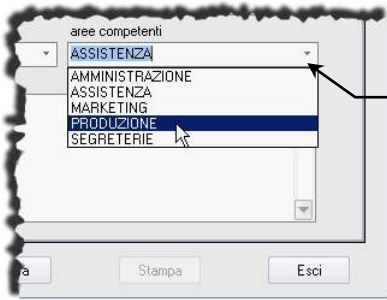 aree competenti
ASSISTENZA
AMMINISTRAZIONE
ASSISTENZA
MARKETING
PRODUZIONE
SEGRETERIE
a Stampa Esci